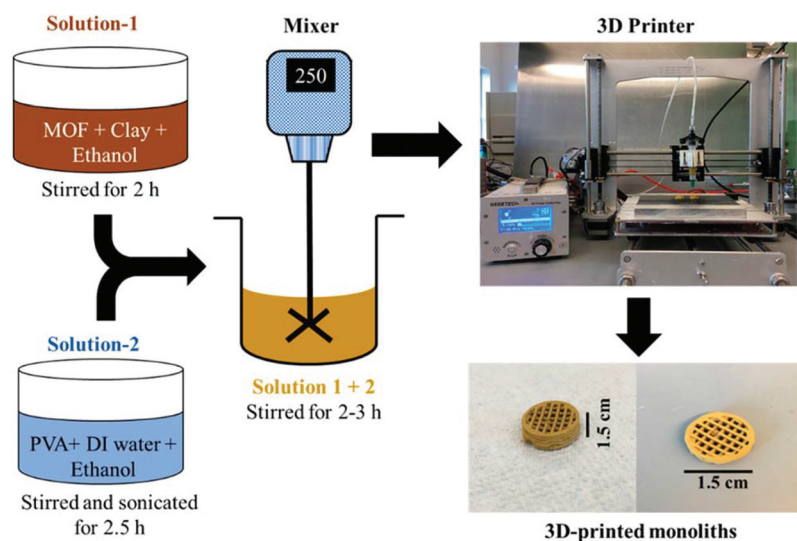 Solution-1
MOF + Clay +
Ethanol
Stirred for 2 h
Solution-2
PVA+ DI water +
Ethanol
Stirred and sonicated
for 2.5 h
Mixer
250
Solution 1 + 2
Stirred for 2-3 h
3D Printer
1.5 cm
1.5 cm
3D-printed monoliths